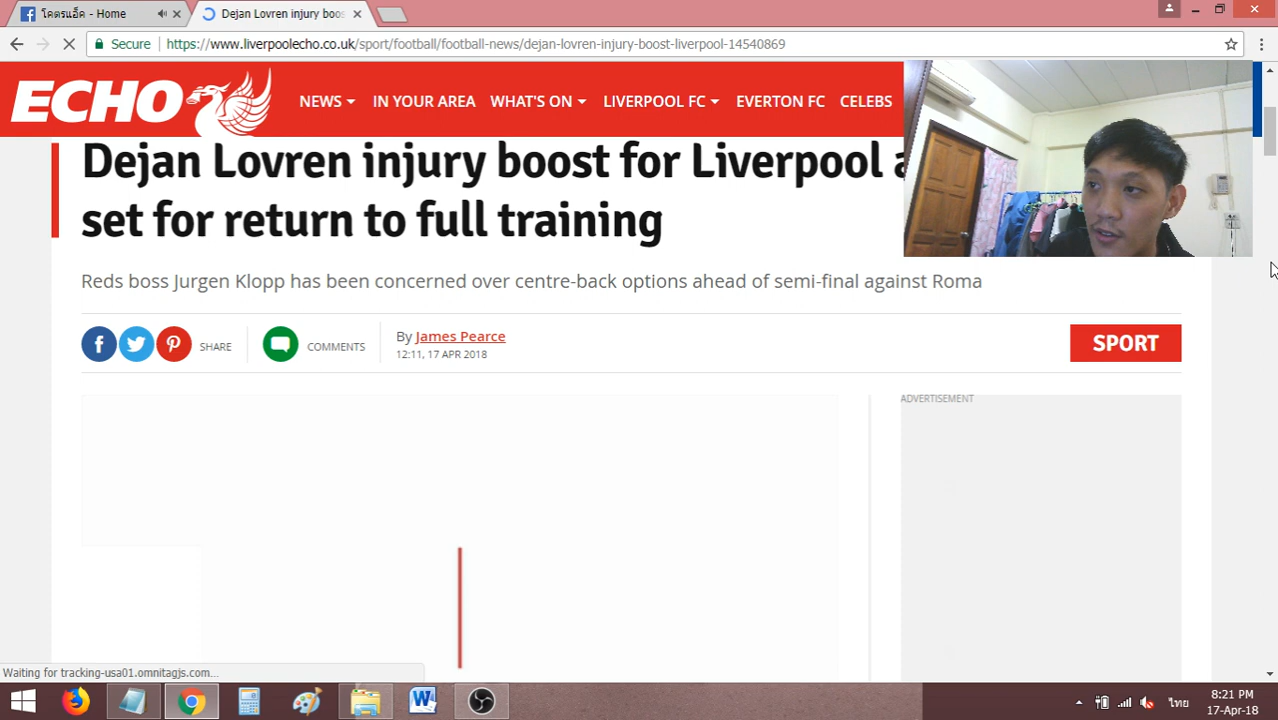 โคตรแอ็ค - Home
Dejan Lovren injury boos
Secure
https://www.liverpoolecho.co.uk/sport/football/football-news/dejan-lovren-injury-boost-liverpool-14540869
ECHO
NEWS
IN YOUR AREA
WHAT'S ON
LIVERPOOL FC
EVERTON FC
CELEBS
Dejan Lovren injury boost for Liverpool a
set for return to full training
Reds boss Jurgen Klopp has been concerned over centre-back options ahead of semi-final against Roma
SHARE
COMMENTS
By James Pearce
12:11, 17 APR 2018
SPORT
ADVERTISEMENT
Waiting for tracking-usa01.omnitagjs.com...
ไทย
8:21 PM
17-Apr-18